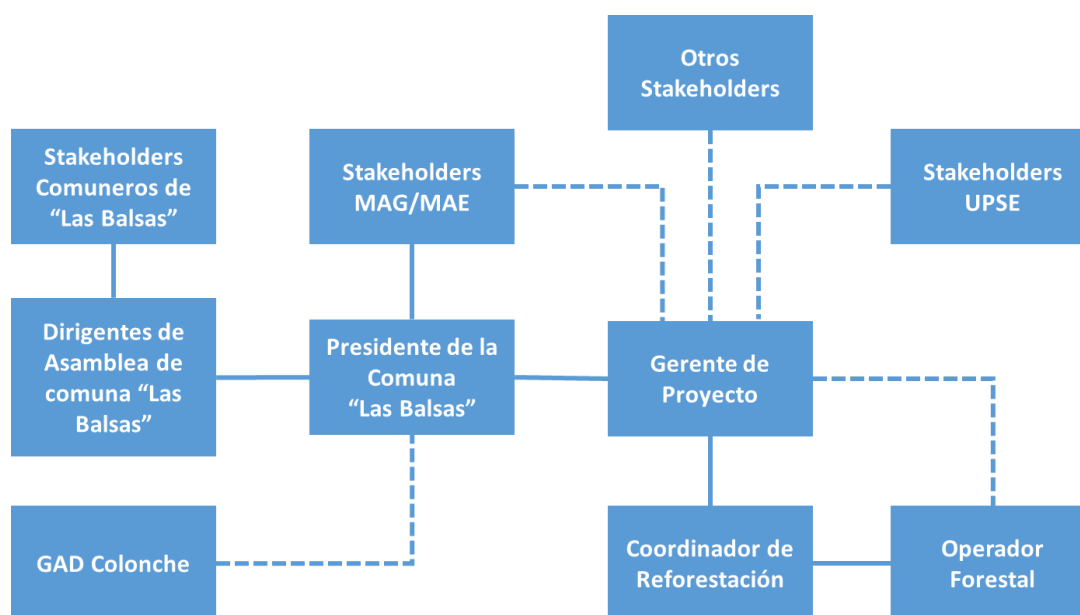 Otros
Stakeholders
Stakeholders
Comuneros de
“Las Balsas”
Stakeholders
MAG/MAE
Stakeholders
UPSE
Dirigentes de
Asamblea de
comuna “Las
Balsas”
Presidente de la
Comuna
“Las Balsas”
Gerente de
Proyecto
GAD Colonche
Coordinador de
Reforestación
Operador
Forestal